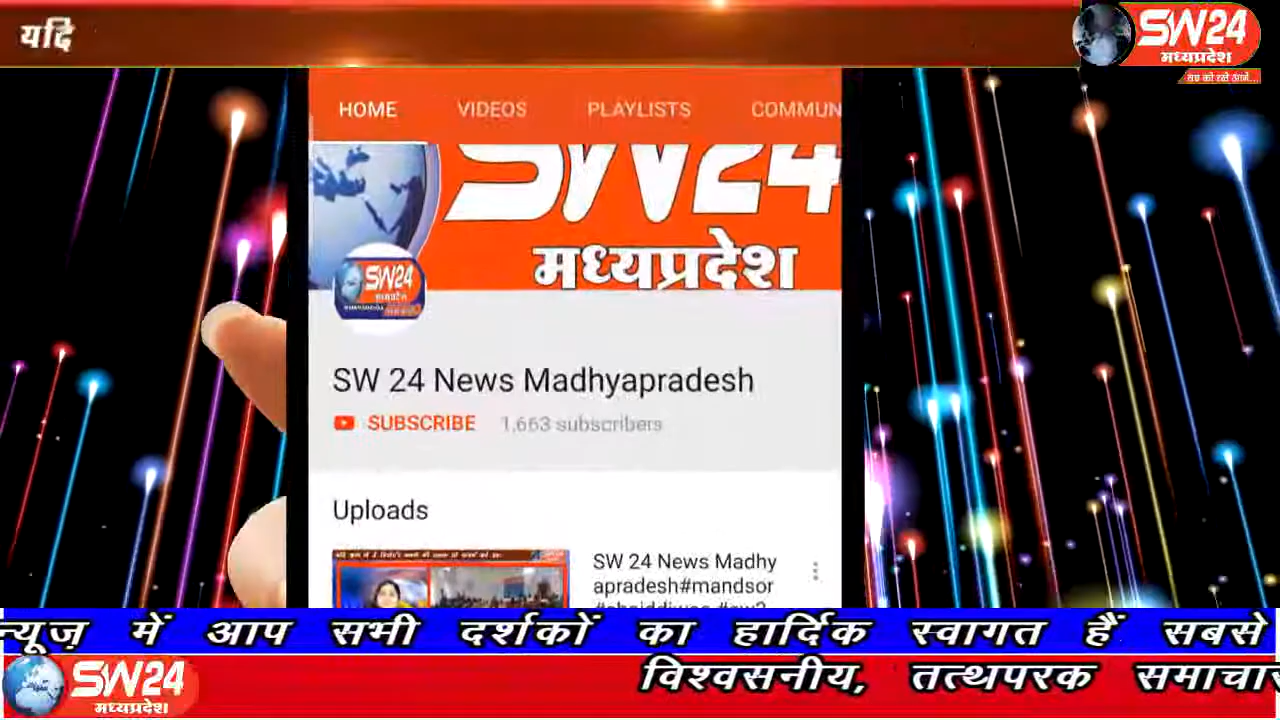 यदि
SW24
मध्यप्रदेश
HOME VIDEOS PLAYLISTS COMMUN
SW24
मध्यप्रदेश
SW24
SW 24 News Madhyapradesh
SUBSCRIBE 1,663 subscribers
Uploads
SW 24 News Madhy
apradesh#mandsor
न्यूज़ में आप सभी दर्शकों का हार्दिक स्वागत हैं सबसे
विश्वसनीय, तत्थपरक समाचार
SW24
मध्यप्रदेश